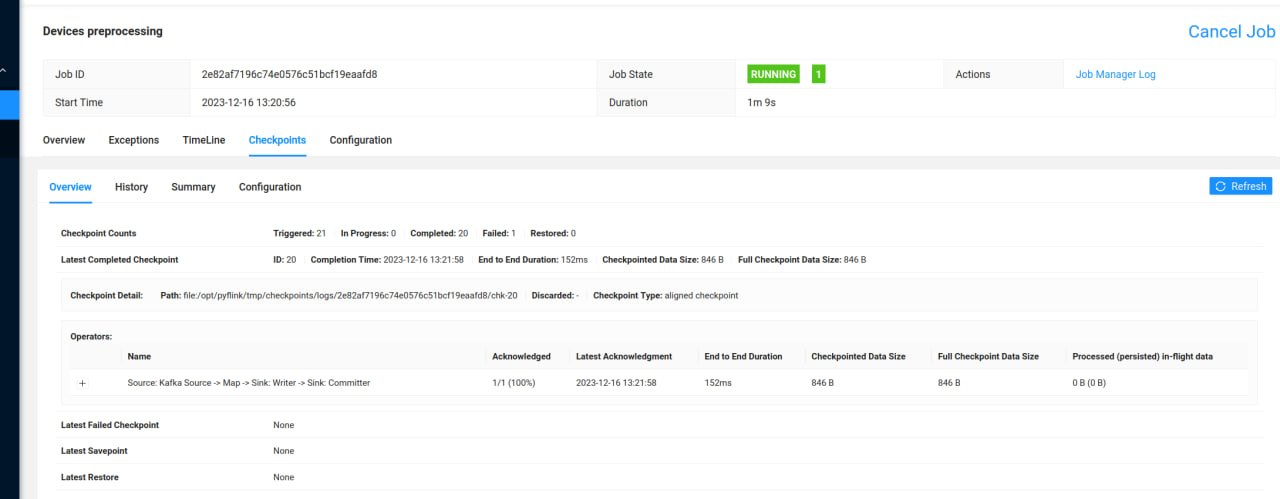 Devices preprocessing Cancel Job
Job ID 2e82af7196c74e0576c51bcf19eaafd8 Job State RUNNING 1 Actions Job Manager Log
Start Time 2023-12-16 13:20:56 Duration 1m 9s
Overview Exceptions TimeLine Checkpoints Configuration
Overview History Summary Configuration Refresh
Checkpoint Counts Triggered: 21 In Progress: 0 Completed: 20 Failed: 1 Restored: 0
Latest Completed Checkpoint ID: 20 Completion Time: 2023-12-16 13:21:58 End to End Duration: 152ms Checkpointed Data Size: 846 B Full Checkpoint Data Size: 846 B
Checkpoint Detail: Path: file:/opt/pyflink/tmp/checkpoints/logs/2e82af7196c74e0576c51bcf19eaafd8/chk-20 Discarded: - Checkpoint Type: aligned checkpoint
Operators:
Name Acknowledged Latest Acknowledgment End to End Duration Checkpointed Data Size Full Checkpoint Data Size Processed (persisted) in-flight data
+ Source: Kafka Source -> Map -> Sink: Writer -> Sink: Committer 1/1 (100%) 2023-12-16 13:21:58 152ms 846 B 846 B 0 B (0 B)
Latest Failed Checkpoint None
Latest Savepoint None
Latest Restore None